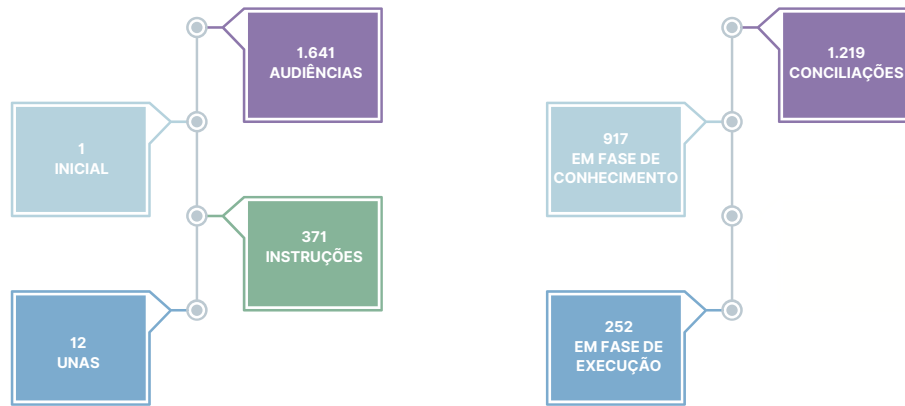 1.641
AUDIÊNCIAS
1
INICIAL
371
INSTRUÇÕES
12
UNAS
1.219
CONCILIAÇÕES
917
EM FASE DE
CONHECIMENTO
252
EM FASE DE
EXECUÇÃO